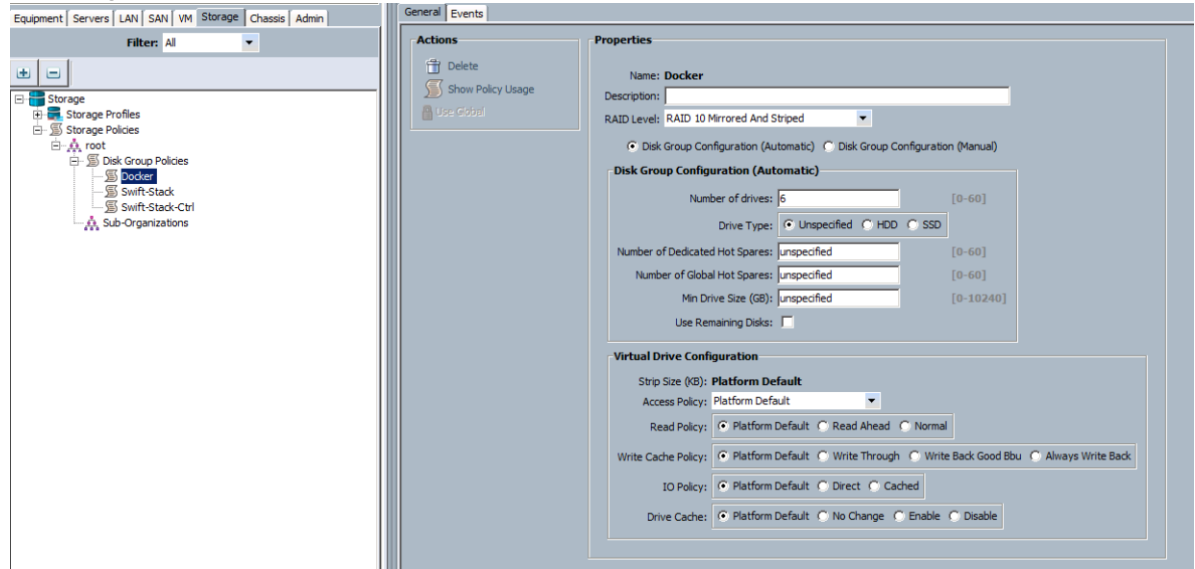 Equipment Servers LAN SAN VM Storage Chassis Admin
Filter: All
Storage
Storage Profiles
Storage Policies
root
Disk Group Policies
Docker
Swift-Stack
Swift-Stack-Ctrl
Sub-Organizations
General Events
Actions
Delete
Show Policy Usage
Use Global
Properties
Name: Docker
Description:
RAID Level: RAID 10 Mirrored And Striped
Disk Group Configuration (Automatic) Disk Group Configuration (Manual)
Disk Group Configuration (Automatic)
Number of drives: 6 [0-60]
Drive Type: Unspecified HDD SSD
Number of Dedicated Hot Spares: unspecified [0-60]
Number of Global Hot Spares: unspecified [0-60]
Min Drive Size (GB): unspecified [0-10240]
Use Remaining Disks:
Virtual Drive Configuration
Strip Size (KB): Platform Default
Access Policy: Platform Default
Read Policy: Platform Default Read Ahead Normal
Write Cache Policy: Platform Default Write Through Write Back Good Bbu Always Write Back
IO Policy: Platform Default Direct Cached
Drive Cache: Platform Default No Change Enable Disable